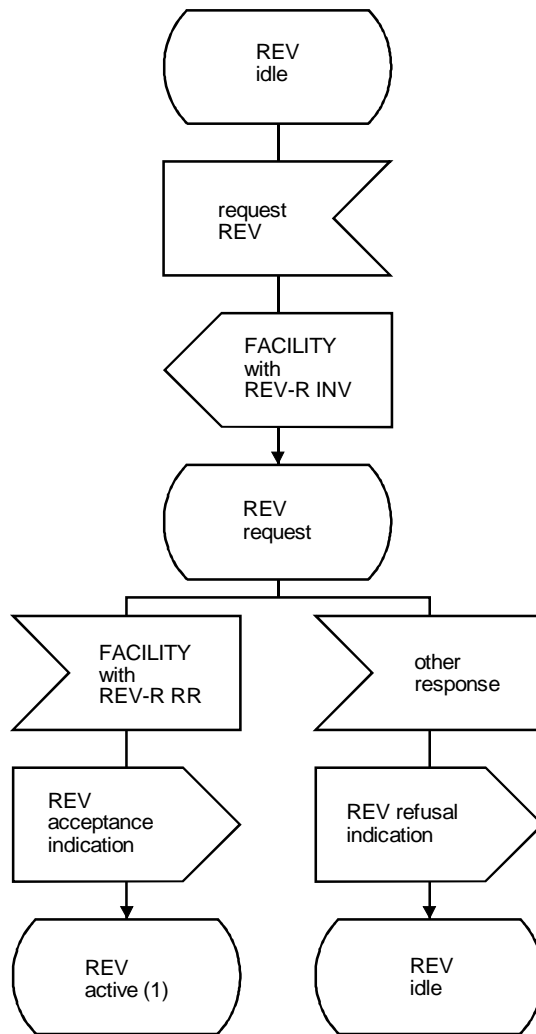 REV
idle
request
REV
FACILITY
with
REV-R INV
REV
request
FACILITY
with
REV-R RR
other
response
REV
acceptance
indication
REV refusal
indication
REV
active (1)
REV
idle